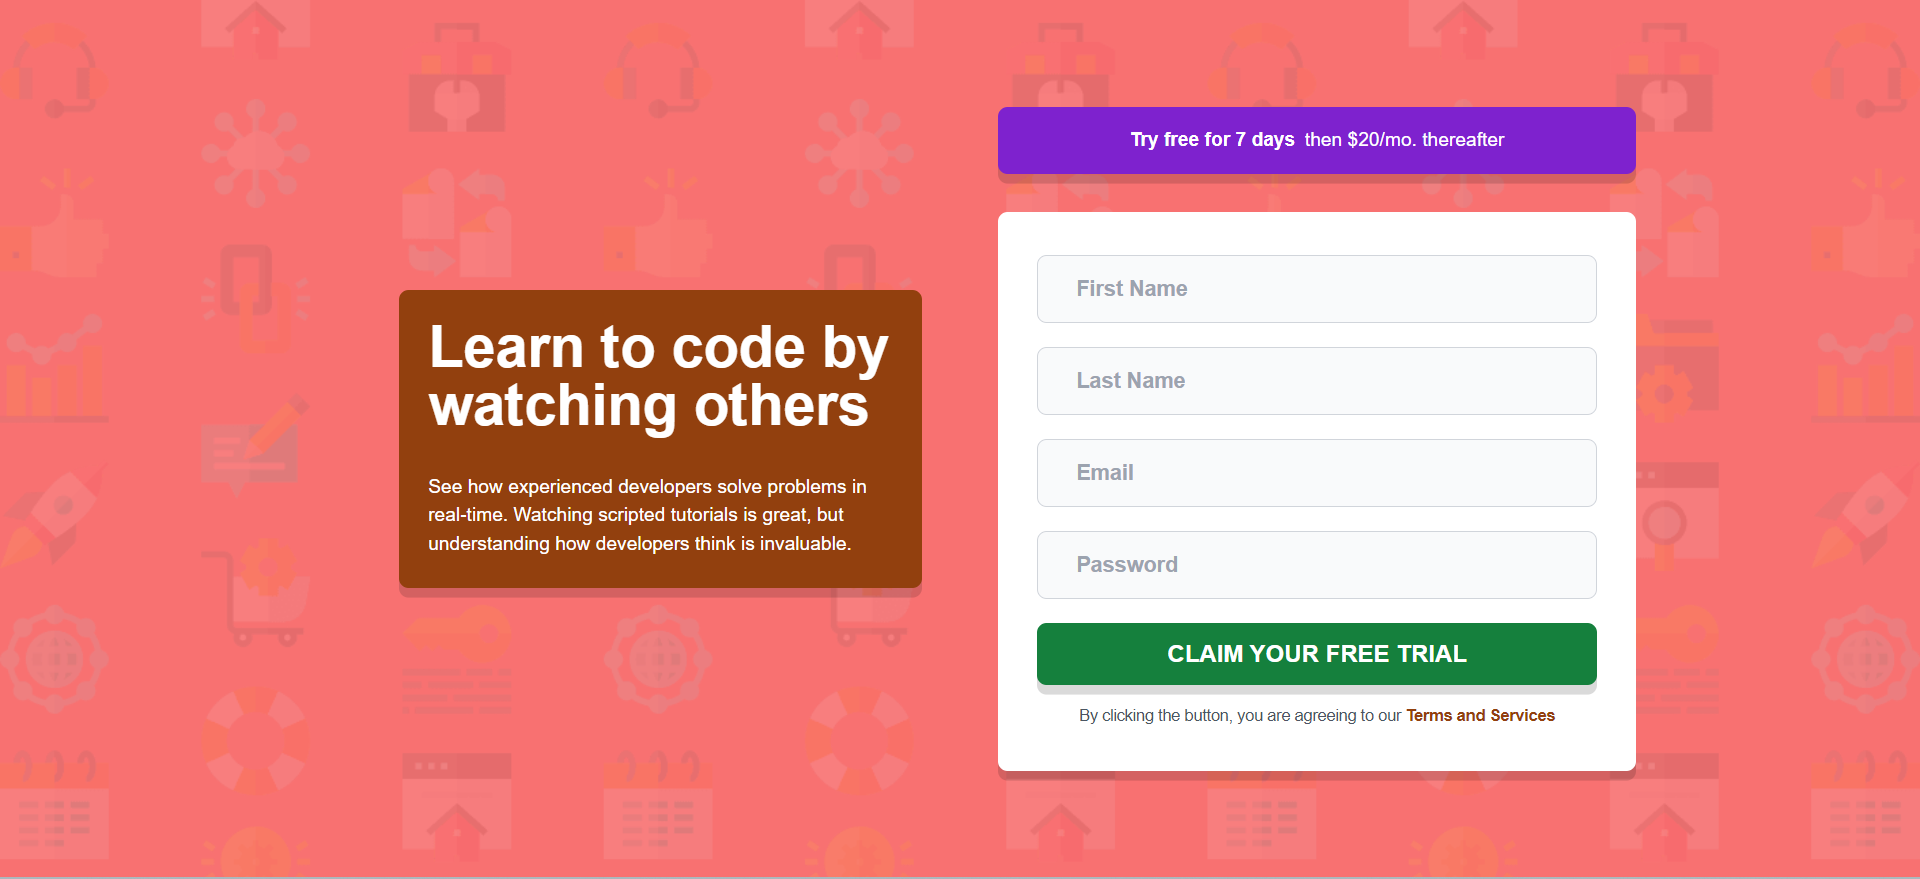 Learn to code by
watching others
See how experienced developers solve problems in
real-time. Watching scripted tutorials is great, but
understanding how developers think is invaluable.
Try free for 7 days then $20/mo. thereafter
First Name
Last Name
Email
Password
CLAIM YOUR FREE TRIAL
By clicking the button, you are agreeing to our Terms and Services